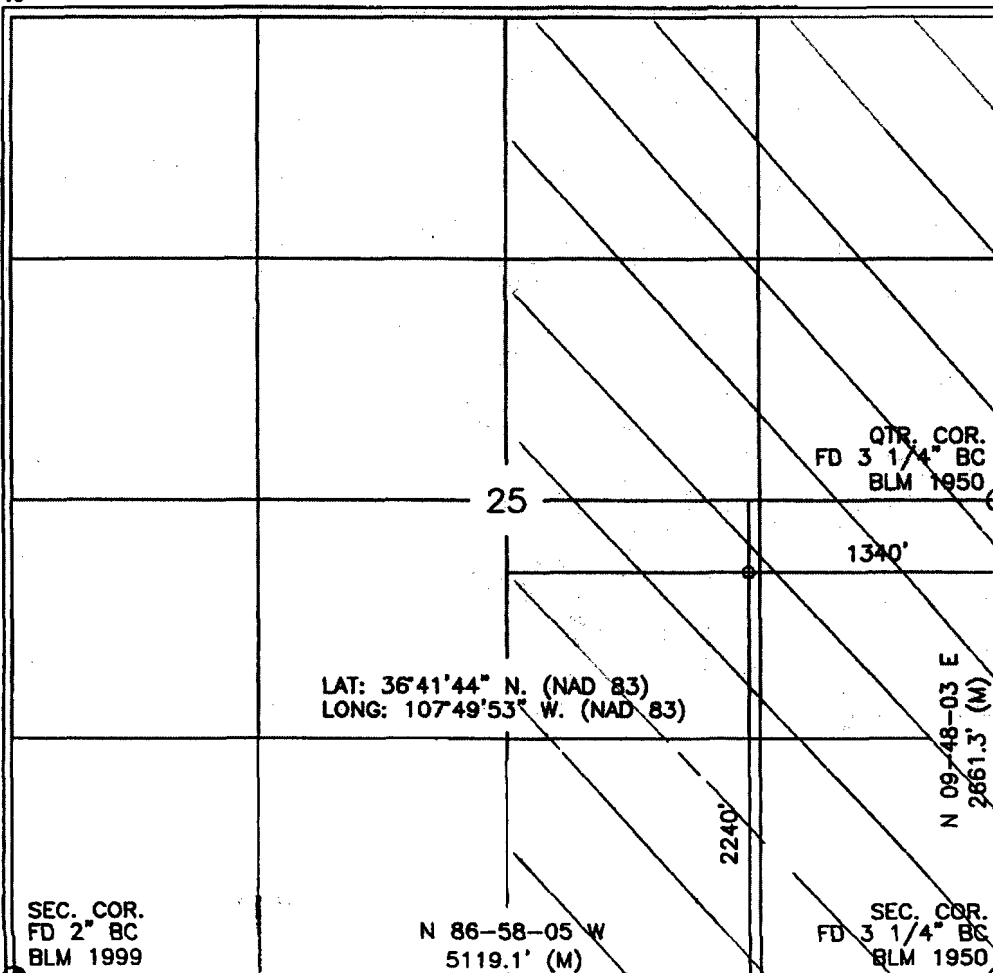 QTR. COR.
FD 3 1/4" BC
BLM 1950
25
1340'
LAT: 36°41'44" N. (NAD 83)
LONG: 107°49'53" W. (NAD 83)
N 09-48-03 E
2661.3' (M)
2240'
SEC. COR.
FD 2" BC
BLM 1999
N 86-58-05 W
5119.1' (M)
SEC. COR.
FD 3 1/4" BC
BLM 1950